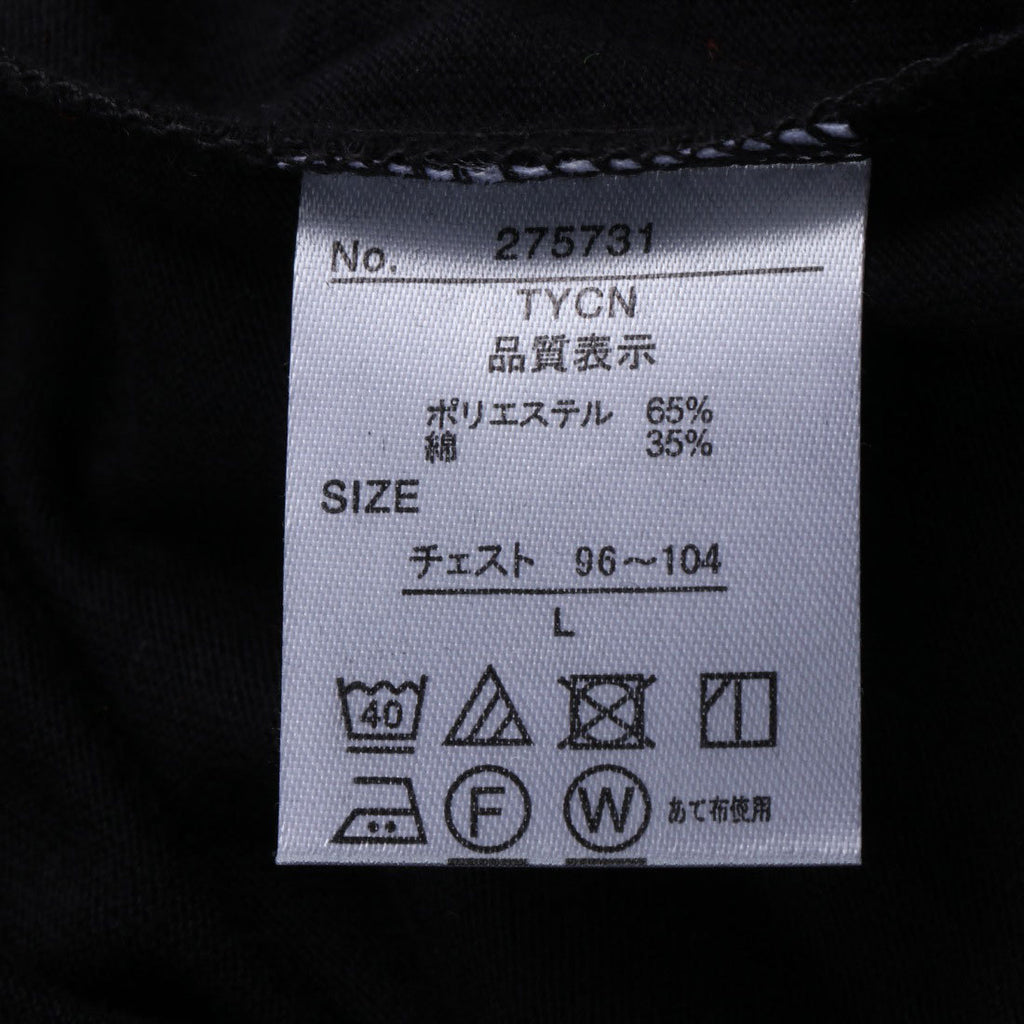 No. 275731
TYCN
品質表示
ポリエステル 65%
綿 35%
SIZE
チェスト 96～104
L
40
F W あて布使用